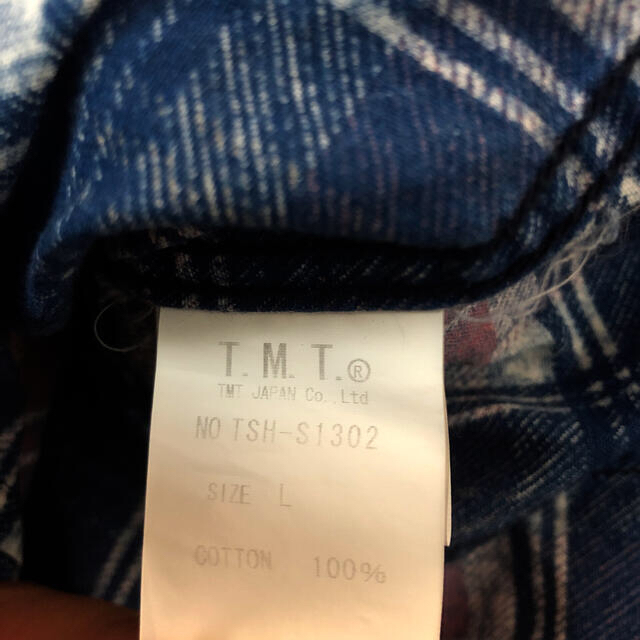 T. M. T.®
TMT JAPAN Co.,Ltd
NO TSH-S1302
SIZE L
COTTON 100%